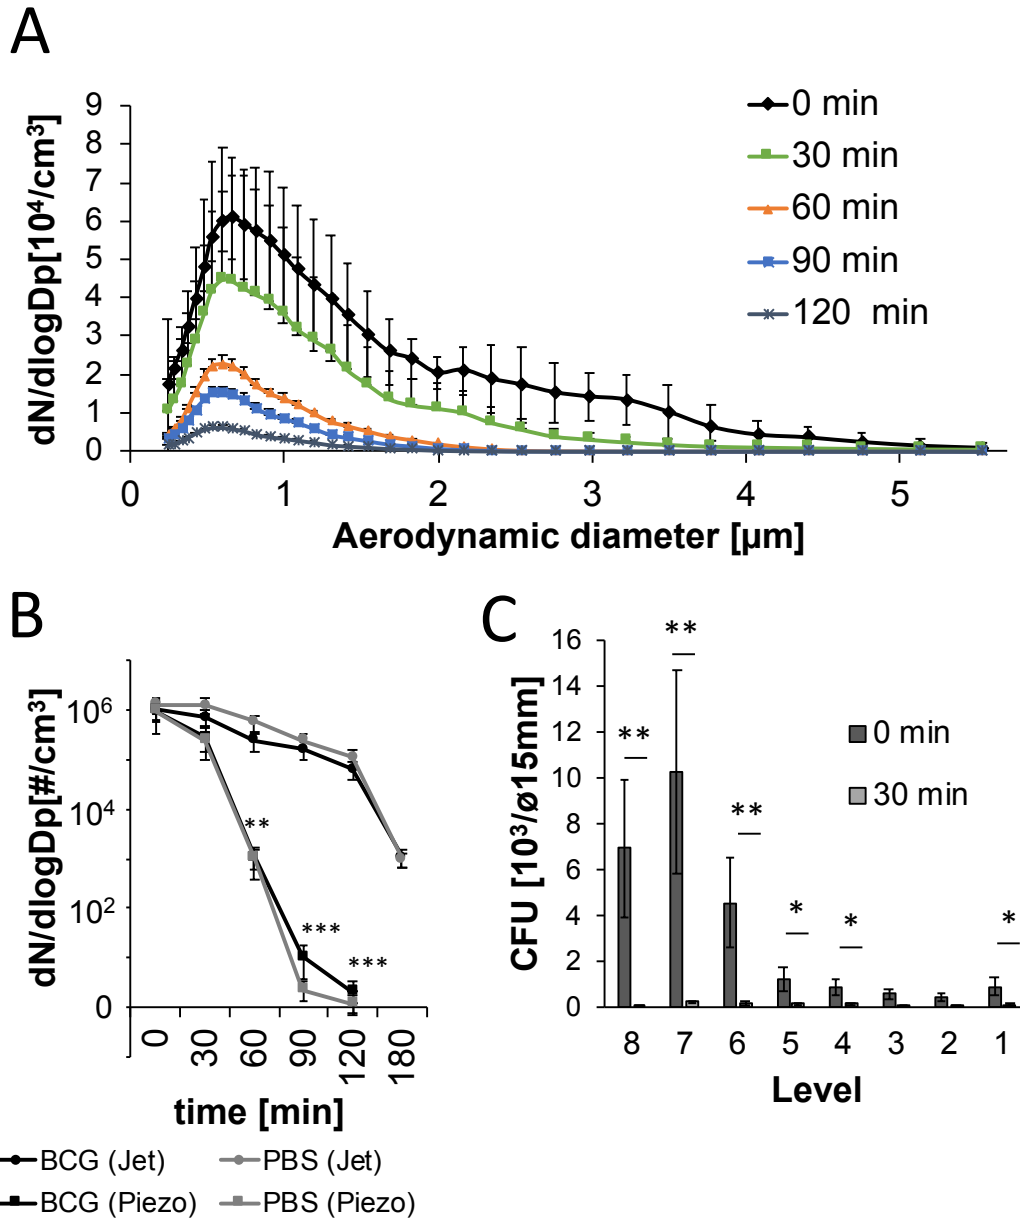 A
dN/dlogDp[10⁴/cm³]
9
8
7
6
5
4
3
2
1
0
0 1 2 3 4 5
Aerodynamic diameter [µm]
0 min
30 min
60 min
90 min
120 min
B
dN/dlogDp[#/cm³]
10⁶
10⁴
10²
0
**
***
***
0 30 60 90 120 180
time [min]
BCG (Jet) PBS (Jet)
BCG (Piezo) PBS (Piezo)
C
CFU [10³/ø15mm]
16
14
12
10
8
6
4
2
0
**
**
**
*
*
*
0 min
30 min
8 7 6 5 4 3 2 1
Level